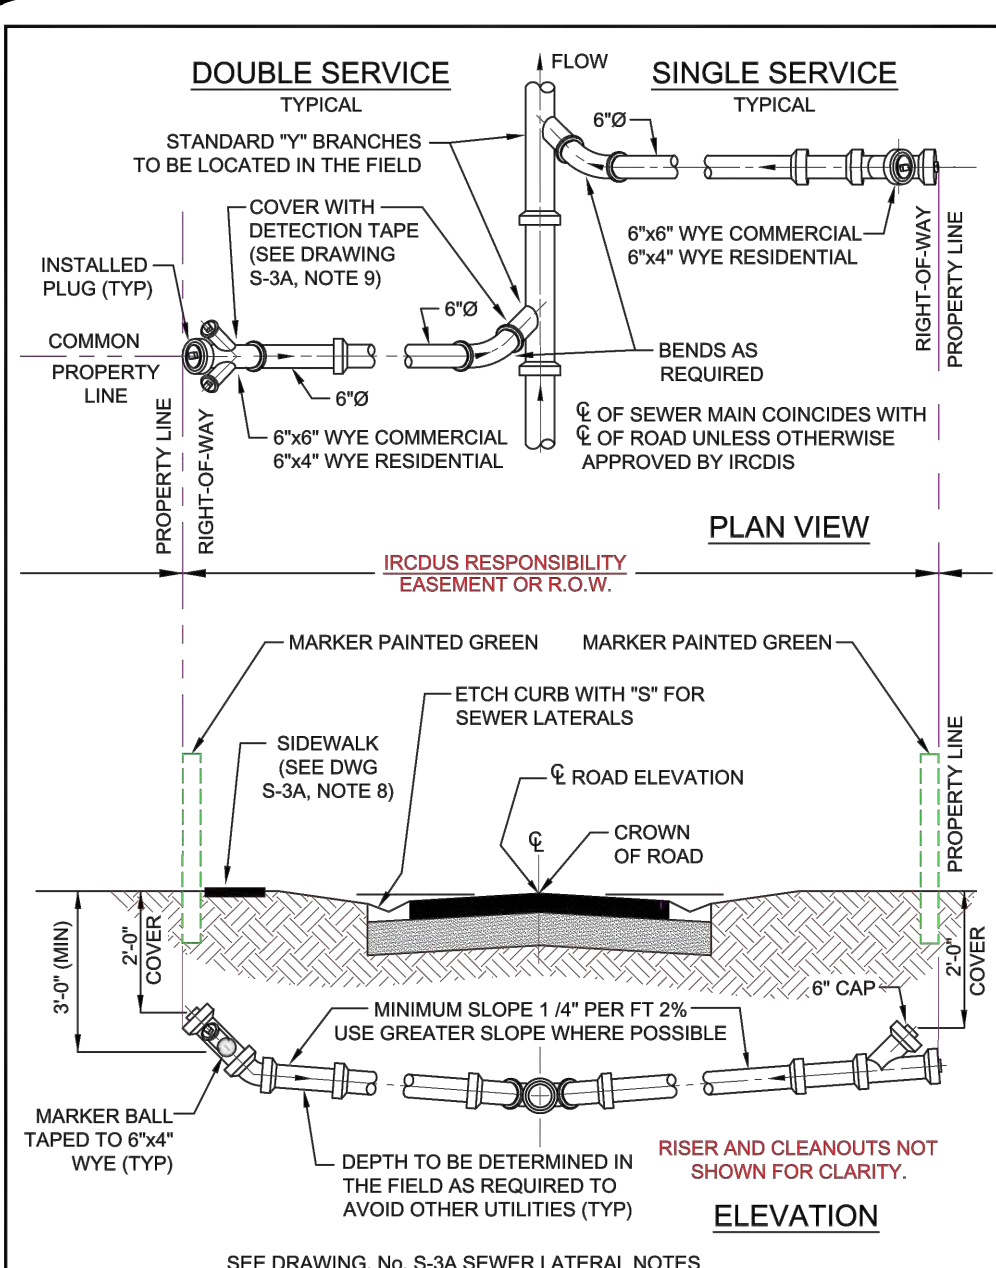 DOUBLE SERVICE
TYPICAL
FLOW
SINGLE SERVICE
TYPICAL
STANDARD "Y" BRANCHES
TO BE LOCATED IN THE FIELD
6"Ø
COVER WITH
DETECTION TAPE
(SEE DRAWING
S-3A, NOTE 9)
6"x6" WYE COMMERCIAL
6"x4" WYE RESIDENTIAL
RIGHT-OF-WAY
PROPERTY LINE
INSTALLED
PLUG (TYP)
6"Ø
COMMON
PROPERTY
LINE
BENDS AS
REQUIRED
6"Ø
6"x6" WYE COMMERCIAL
6"x4" WYE RESIDENTIAL
℄ OF SEWER MAIN COINCIDES WITH
℄ OF ROAD UNLESS OTHERWISE
APPROVED BY IRCDIS
PROPERTY LINE
RIGHT-OF-WAY
PLAN VIEW
IRCDUS RESPONSIBILITY
EASEMENT OR R.O.W.
MARKER PAINTED GREEN
MARKER PAINTED GREEN
ETCH CURB WITH "S" FOR
SEWER LATERALS
SIDEWALK
(SEE DWG
S-3A, NOTE 8)
℄ ROAD ELEVATION
PROPERTY LINE
℄
CROWN
OF ROAD
3'-0" (MIN)
2'-0"
COVER
2'-0"
COVER
6" CAP
MINIMUM SLOPE 1 /4" PER FT 2%
USE GREATER SLOPE WHERE POSSIBLE
MARKER BALL
TAPED TO 6"x4"
WYE (TYP)
DEPTH TO BE DETERMINED IN
THE FIELD AS REQUIRED TO
AVOID OTHER UTILITIES (TYP)
RISER AND CLEANOUTS NOT
SHOWN FOR CLARITY.
ELEVATION
SEE DRAWING, No. S-3A SEWER LATERAL NOTES